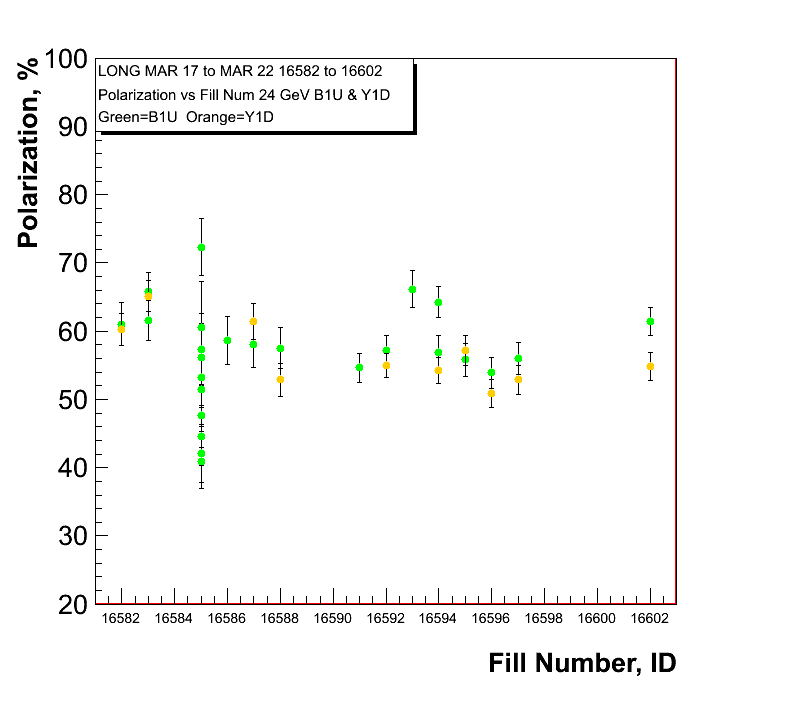 Polarization, %
100
90
80
70
60
50
40
30
20
LONG MAR 17 to MAR 22 16582 to 16602
Polarization vs Fill Num 24 GeV B1U & Y1D
Green=B1U  Orange=Y1D
16582 16584 16586 16588 16590 16592 16594 16596 16598 16600 16602
Fill Number, ID